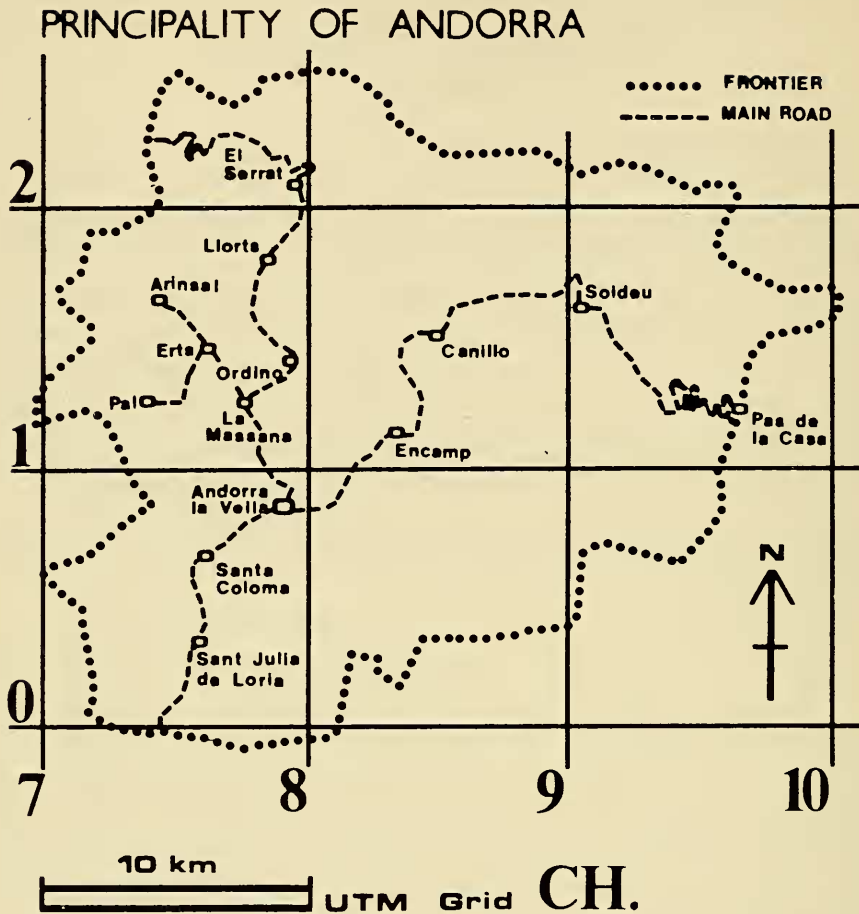 PRINCIPALITY OF ANDORRA
FRONTIER
MAIN ROAD
El
Serrat
2
Llorts
Arinsal
Soldeu
Erts
Ordino
Canillo
Pal
La
Massana
Pas de
la Casa
Encamp
1
Andorra
la Vella
N
Santa
Coloma
Sant Julia
de Loria
0
7 8 9 10
10 km
UTM Grid CH.